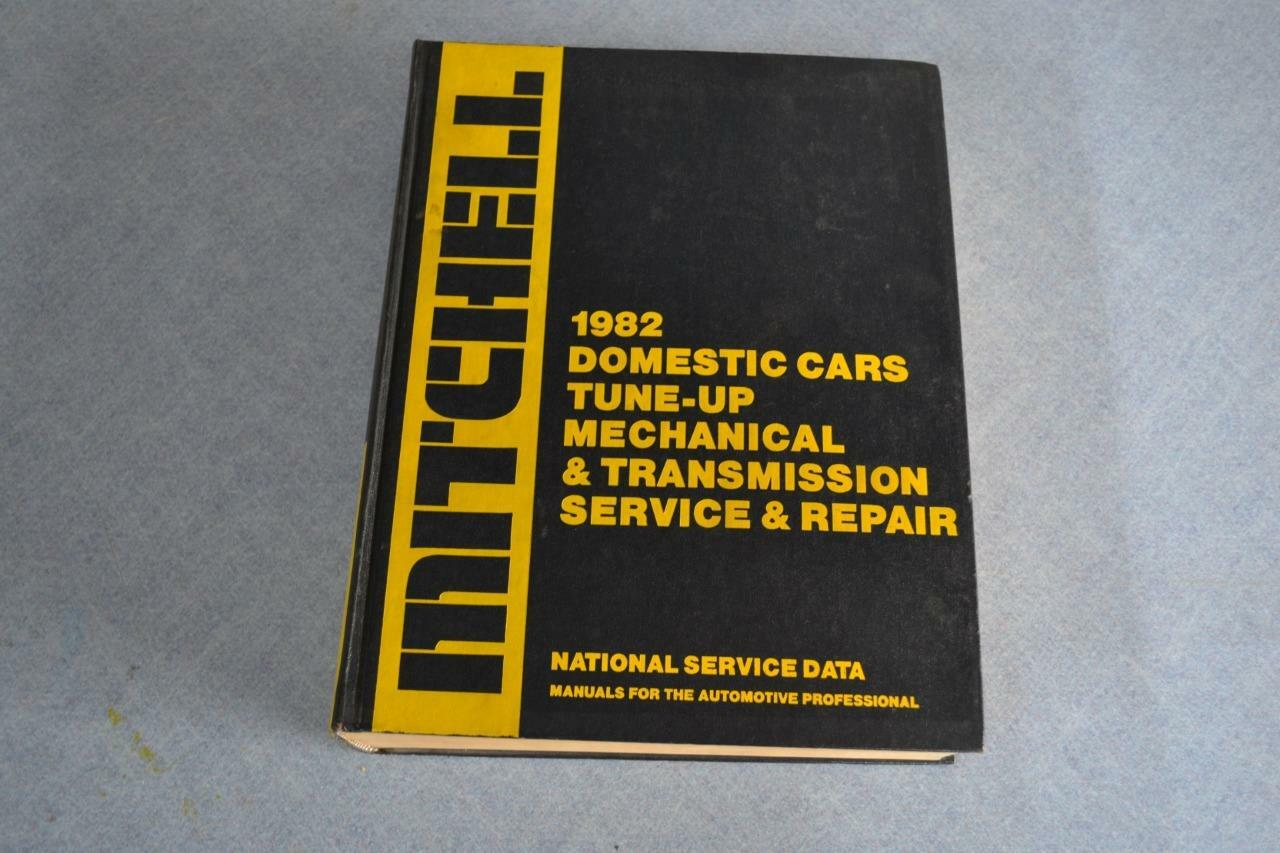 MITCHELL
1982
DOMESTIC CARS
TUNE-UP
MECHANICAL
& TRANSMISSION
SERVICE & REPAIR
NATIONAL SERVICE DATA
MANUALS FOR THE AUTOMOTIVE PROFESSIONAL